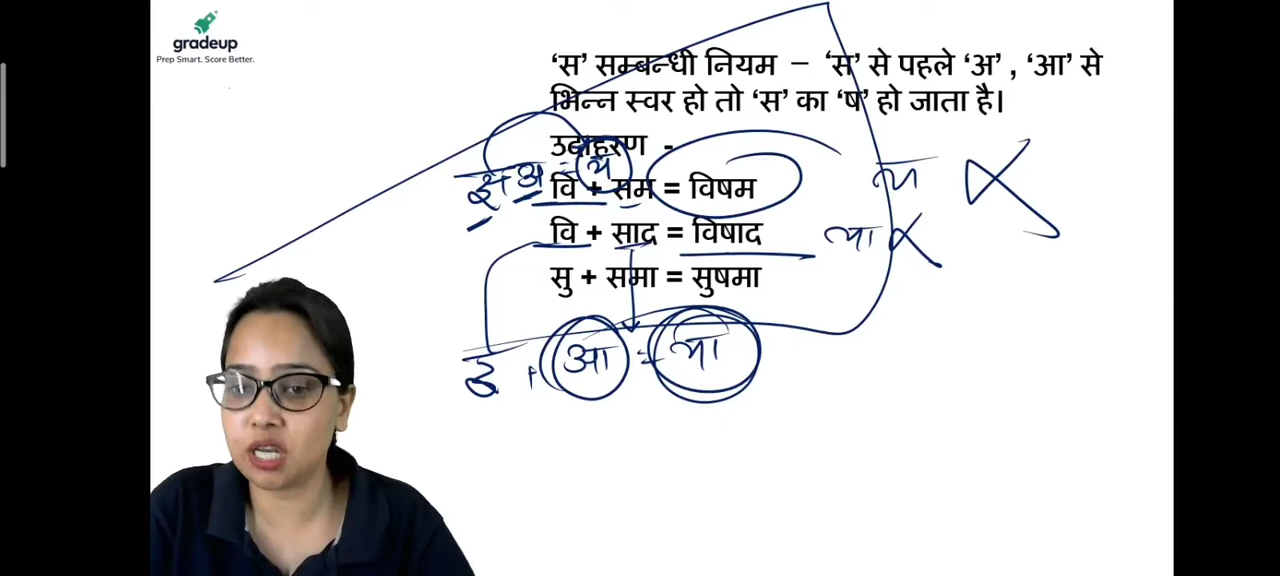 gradeup
Prep Smart. Score Better.
‘स’ सम्बन्धी नियम – ‘स’ से पहले ‘अ’ , ‘आ’ से
भिन्न स्वर हो तो ‘स’ का ‘ष’ हो जाता है।
उदाहरण -
इ + अ = य
वि + सम = विषम
य
वि + साद = विषाद
या
सु + समा = सुषमा
इ + आ = या